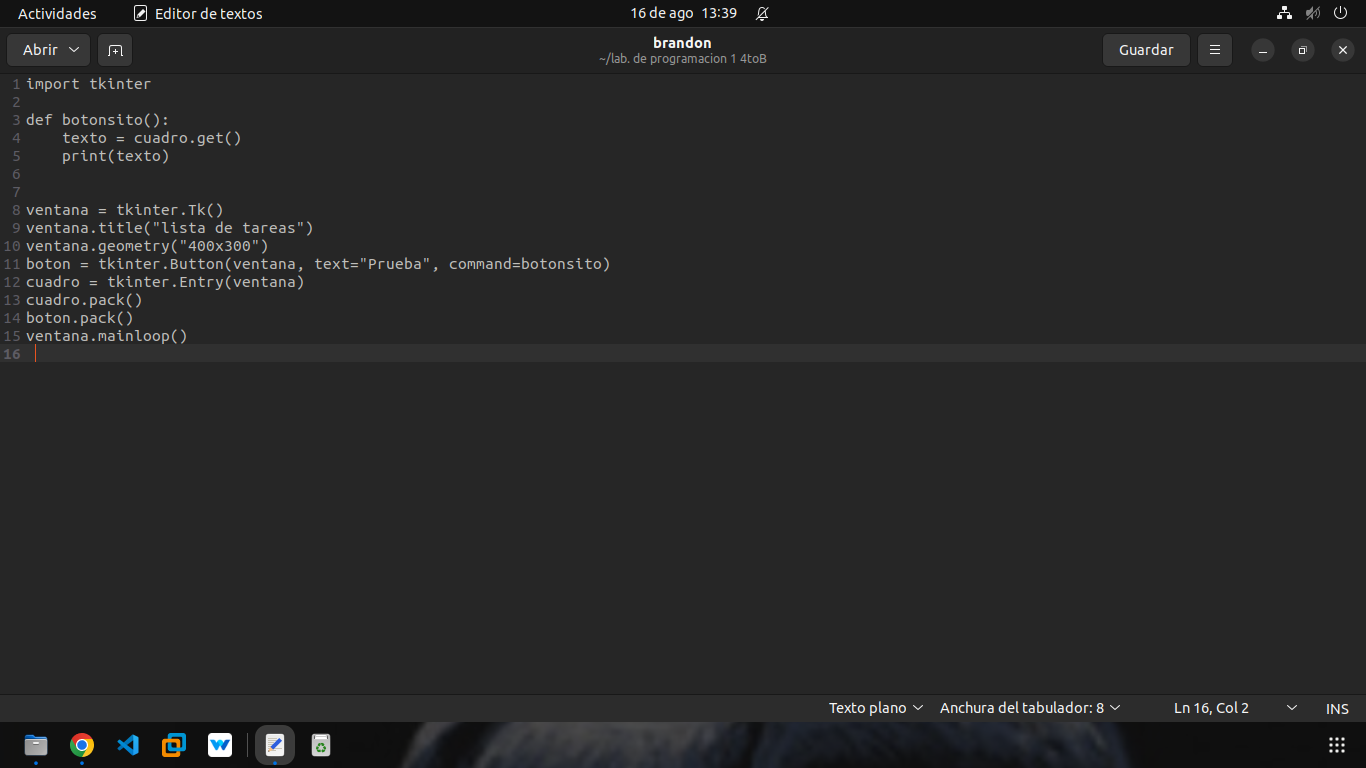 Actividades Editor de textos 16 de ago 13:39
Abrir brandon Guardar
~/lab. de programacion 1 4toB
1 import tkinter
2
3 def botonsito():
4     texto = cuadro.get()
5     print(texto)
6
7
8 ventana = tkinter.Tk()
9 ventana.title("lista de tareas")
10 ventana.geometry("400x300")
11 boton = tkinter.Button(ventana, text="Prueba", command=botonsito)
12 cuadro = tkinter.Entry(ventana)
13 cuadro.pack()
14 boton.pack()
15 ventana.mainloop()
16
Texto plano Anchura del tabulador: 8 Ln 16, Col 2 INS